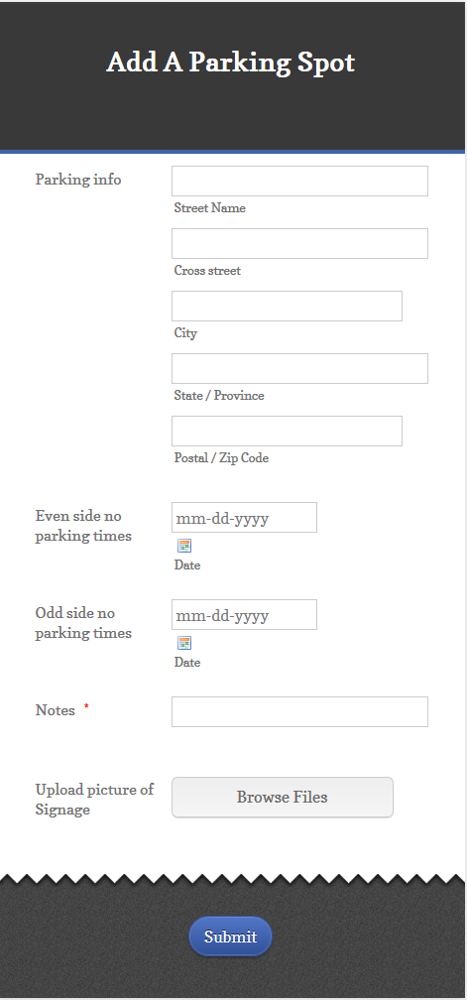 Add A Parking Spot
Parking info
Street Name
Cross street
City
State / Province
Postal / Zip Code
Even side no
parking times
mm-dd-yyyy
Date
Odd side no
parking times
mm-dd-yyyy
Date
Notes *
Upload picture of
Signage
Browse Files
Submit